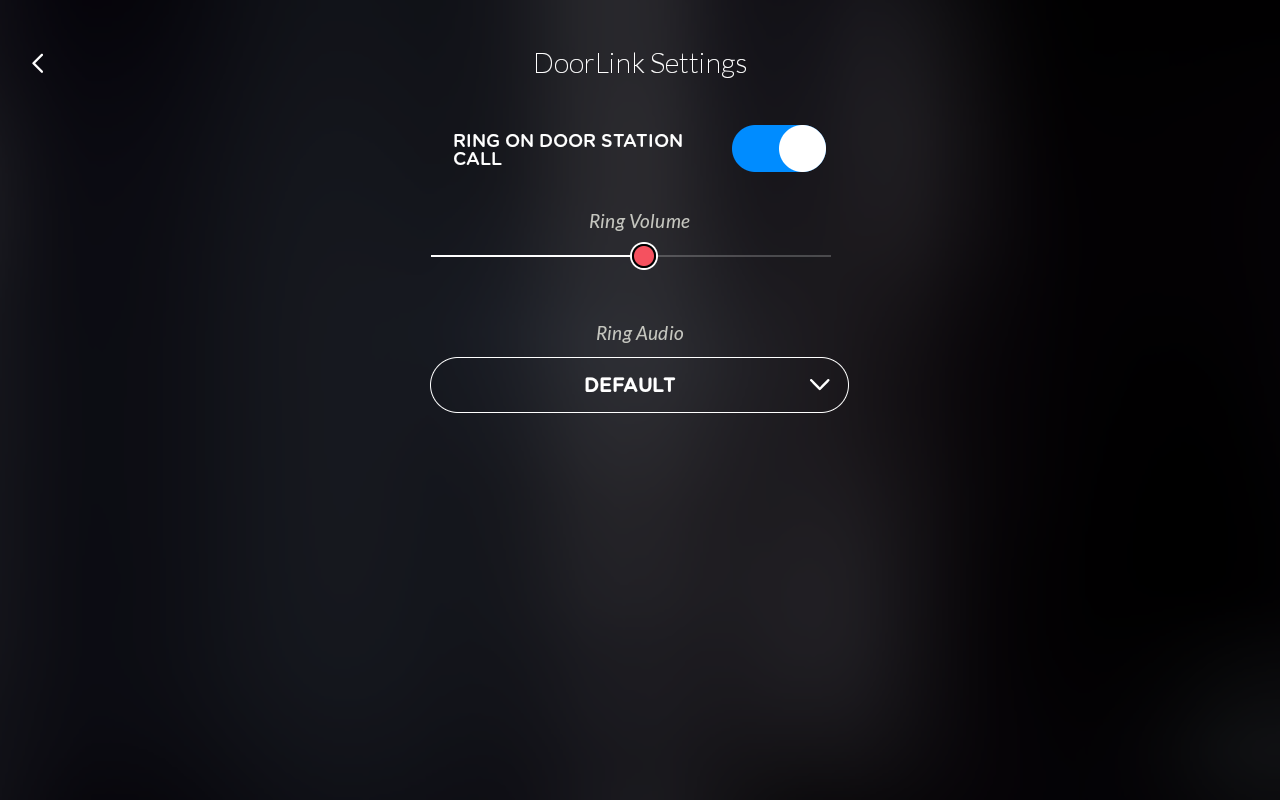 DoorLink Settings
RING ON DOOR STATION
CALL
Ring Volume
Ring Audio
DEFAULT